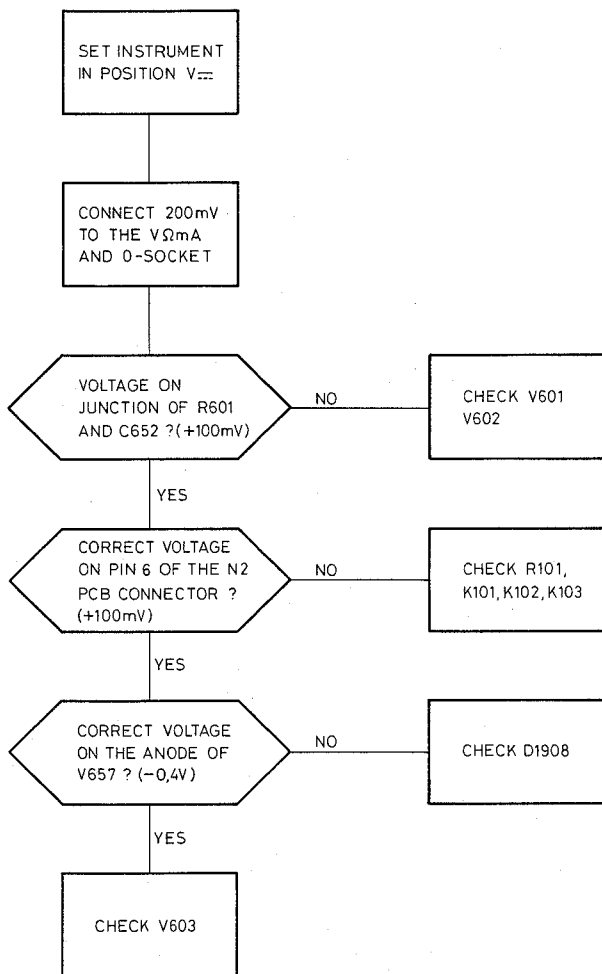 SET INSTRUMENT
IN POSITION V⎓
CONNECT 200mV
TO THE VΩmA
AND 0-SOCKET
VOLTAGE ON
JUNCTION OF R601
AND C652 ?(+100mV)
NO
CHECK V601
V602
YES
CORRECT VOLTAGE
ON PIN 6 OF THE N2
PCB CONNECTOR ?
(+100mV)
NO
CHECK R101,
K101, K102, K103
YES
CORRECT VOLTAGE
ON THE ANODE OF
V657 ? (-0,4V)
NO
CHECK D1908
YES
CHECK V603